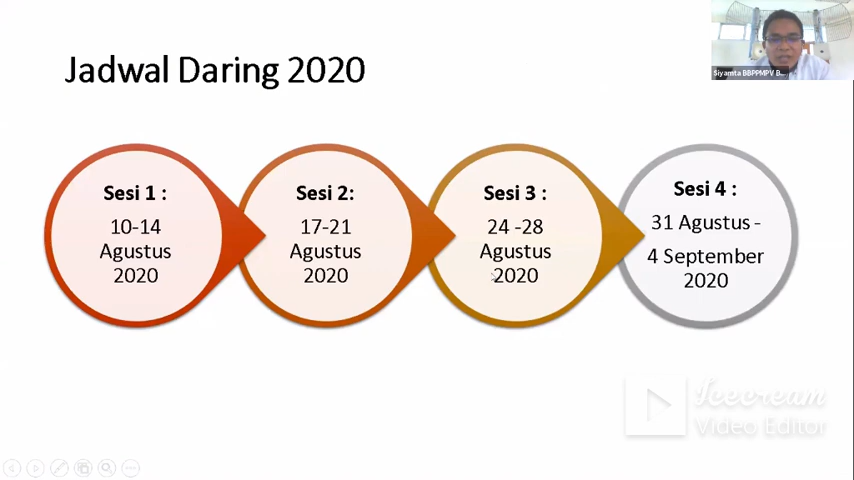 Jadwal Daring 2020
Siyamta BBPPMPV B...
Sesi 1 :
10-14
Agustus
2020
Sesi 2:
17-21
Agustus
2020
Sesi 3 :
24 -28
Agustus
2020
Sesi 4 :
31 Agustus -
4 September
2020
Icecream
Video Editor